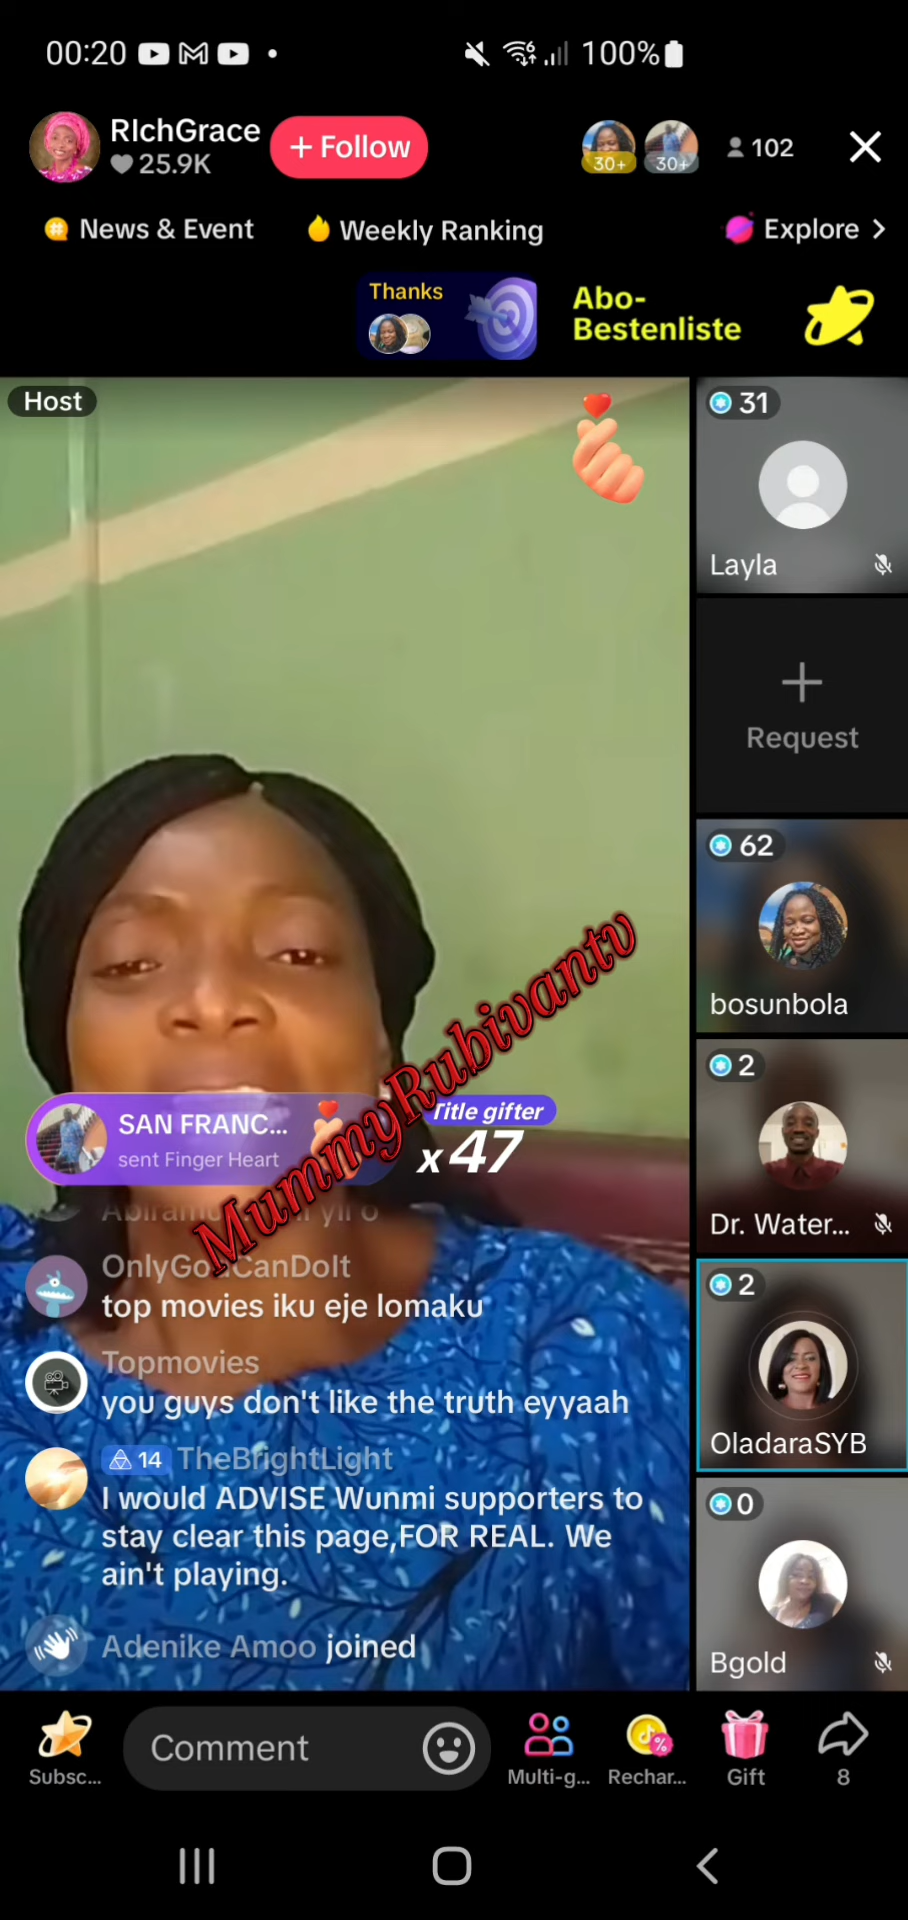 00:20
100%
RIchGrace
25.9K
+ Follow
30+
30+
102
News & Event
Weekly Ranking
Explore >
Thanks
Abo-
Bestenliste
Host
31
Layla
Request
62
bosunbola
2
Dr. Water...
2
OladaraSYB
0
Bgold
MummyRubivantv
SAN FRANC...
sent Finger Heart
Title gifter
x47
top movies iku eje lomaku
Topmovies
you guys don't like the truth eyyaah
14 TheBrightLight
I would ADVISE Wunmi supporters to
stay clear this page,FOR REAL. We
ain't playing.
Adenike Amoo joined
Subsc...
Comment
Multi-g...
Rechar...
Gift
8